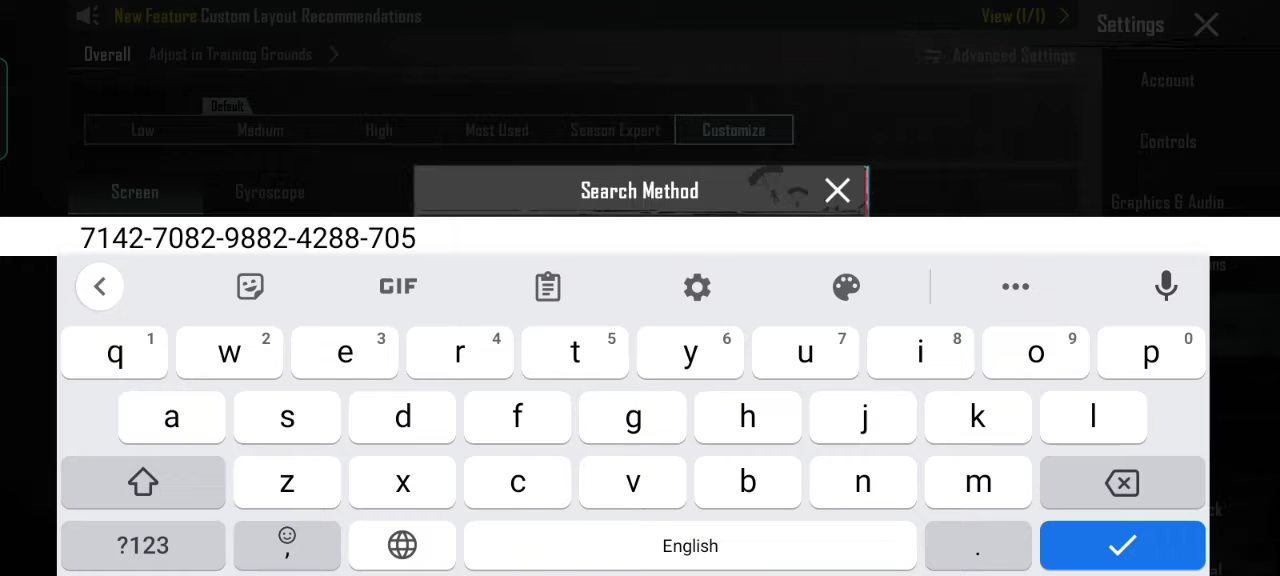 New Feature Custom Layout Recommendations View (1/1)
Settings
Overall Adjust in Training Grounds Advanced Settings
Account
Default
Low Medium High Most Used Season Expert Customize
Controls
Screen Gyroscope
Search Method
Graphics & Audio
7142-7082-9882-4288-705
GIF
q 1 w 2 e 3 r 4 t 5 y 6 u 7 i 8 o 9 p 0
a s d f g h j k l
z x c v b n m
?123 , English .